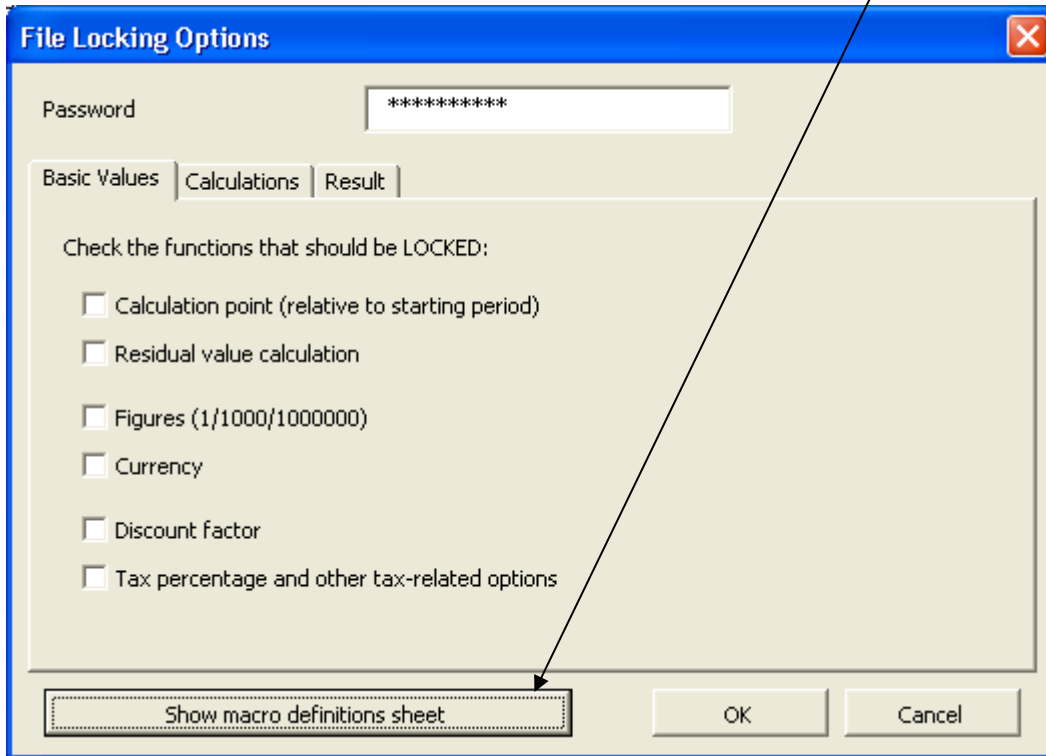 File Locking Options
Password **********
Basic Values Calculations Result
Check the functions that should be LOCKED:
Calculation point (relative to starting period)
Residual value calculation
Figures (1/1000/1000000)
Currency
Discount factor
Tax percentage and other tax-related options
Show macro definitions sheet OK Cancel